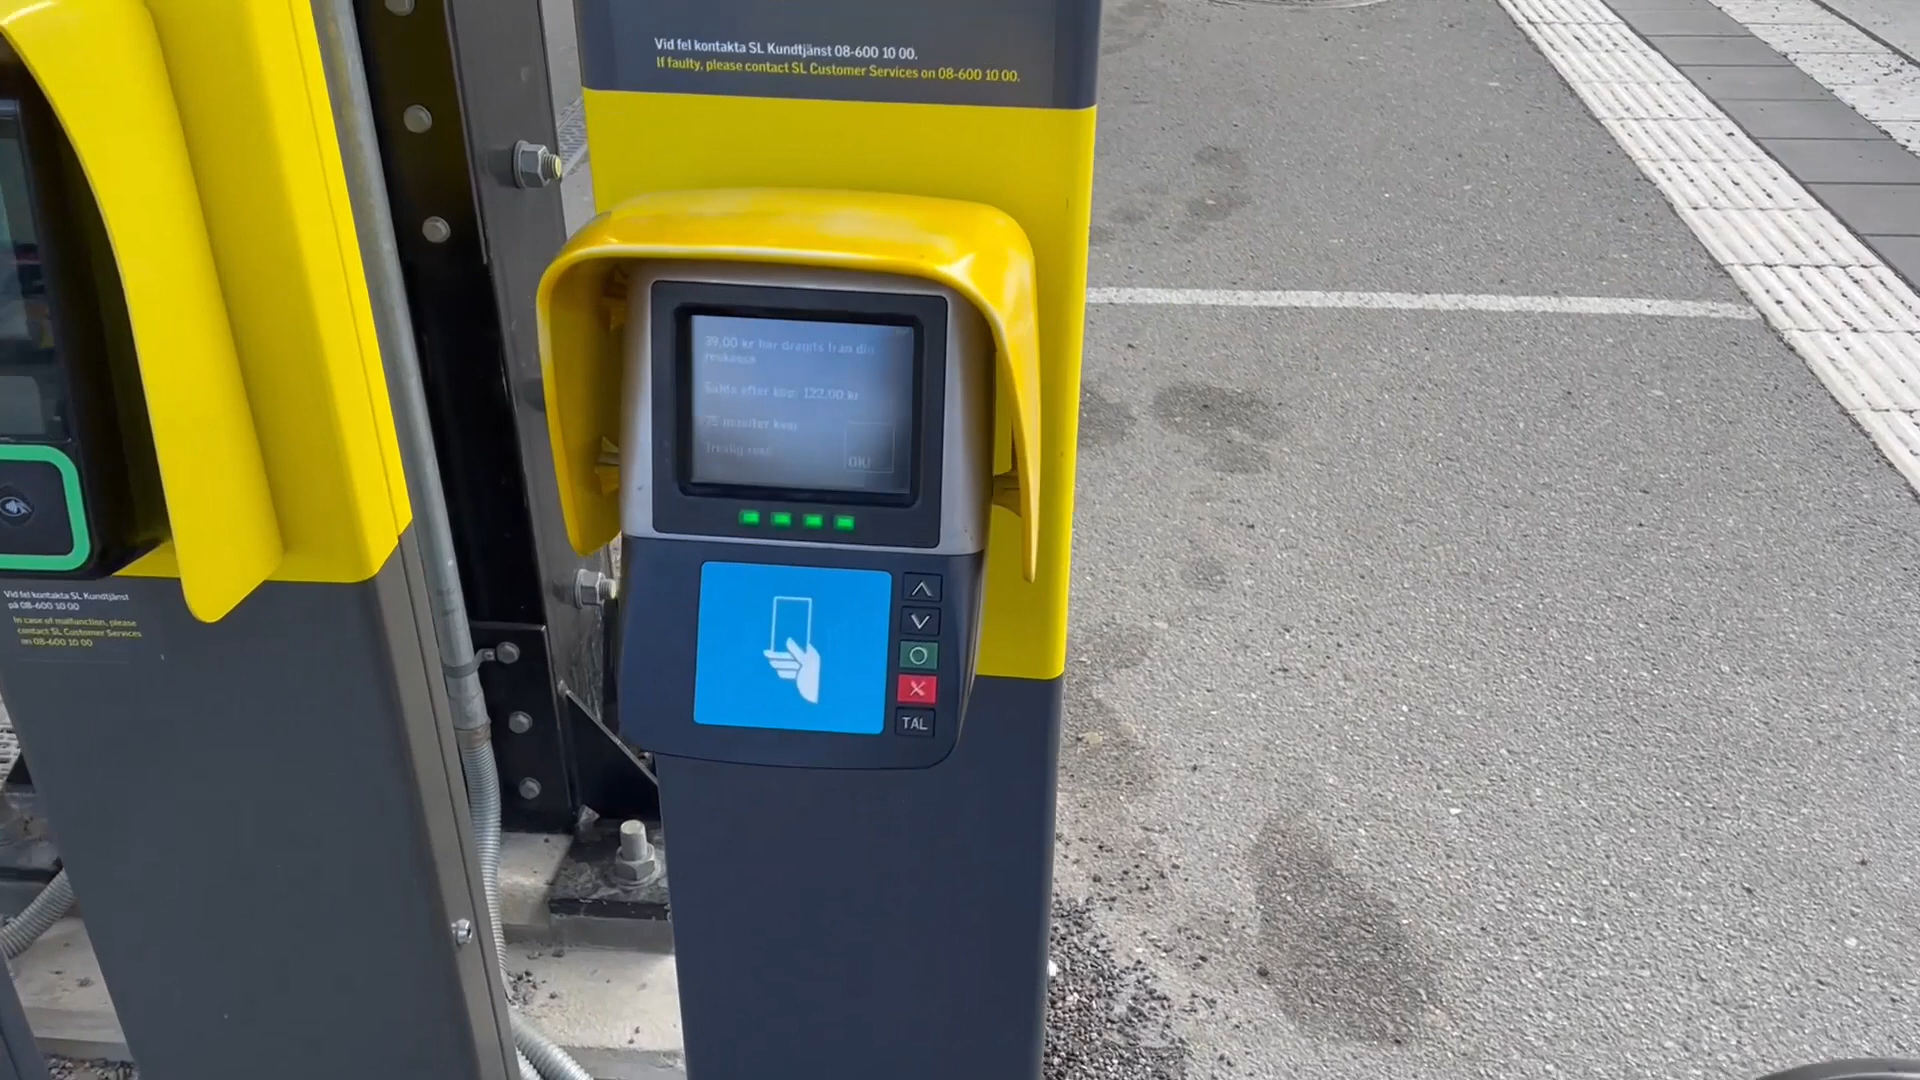 Vid fel kontakta SL Kundtjänst 08-600 10 00.
If faulty, please contact SL Customer Services on 08-600 10 00.
39.00 kr har dragits från din
reskassa
Saldo efter köp: 122.00 kr
75 minuter kvar
Trevlig resa!
OK!
TAL
Vid fel kontakta SL Kundtjänst
på 08-600 10 00
In case of malfunction, please
contact SL Customer Services
on 08-600 10 00